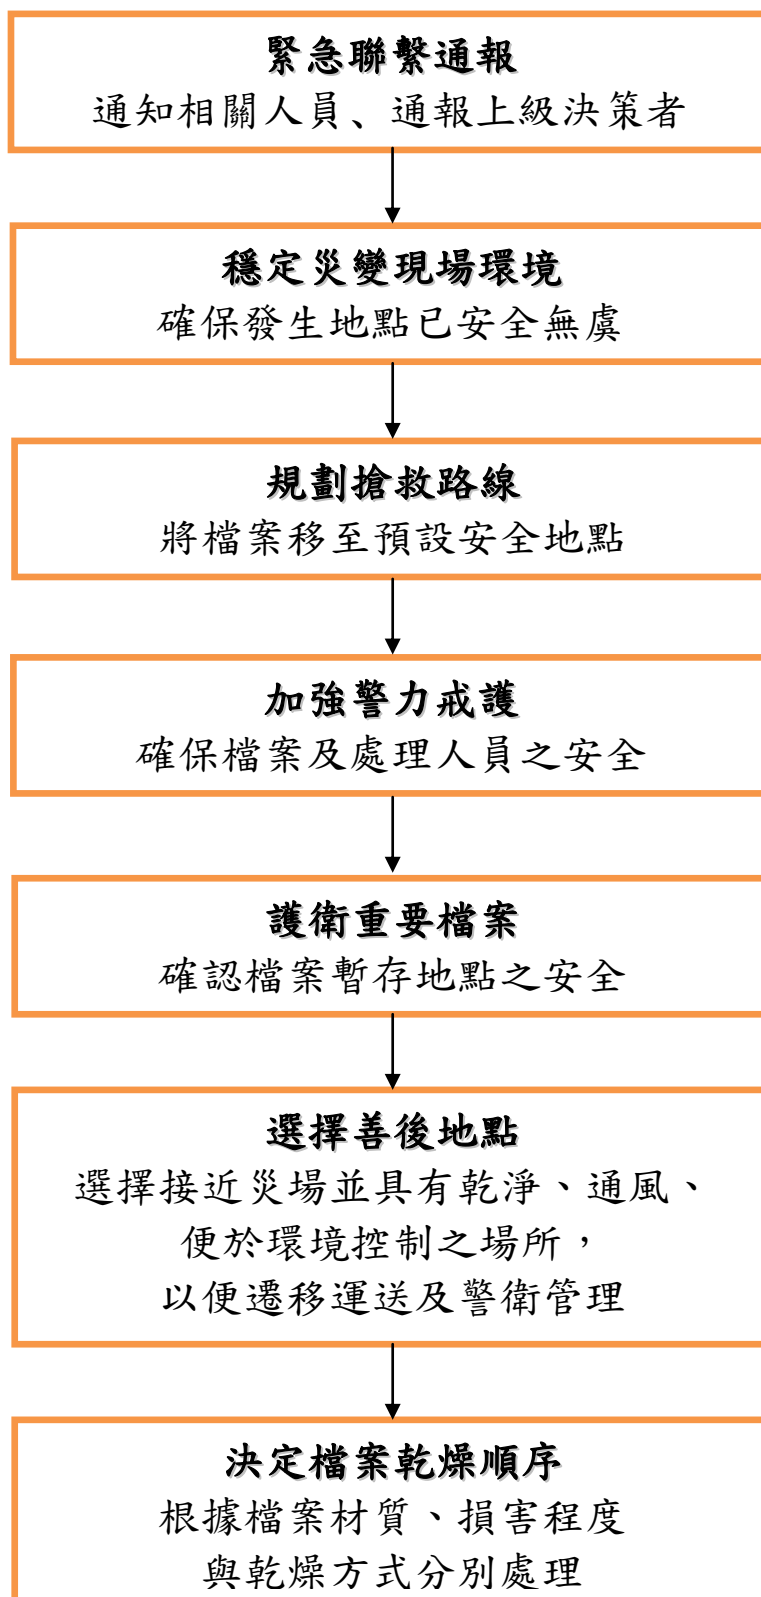 緊急聯繫通報
通知相關人員、通報上級決策者
穩定災變現場環境
確保發生地點已安全無虞
規劃搶救路線
將檔案移至預設安全地點
加強警力戒護
確保檔案及處理人員之安全
護衛重要檔案
確認檔案暫存地點之安全
選擇善後地點
選擇接近災場並具有乾淨、通風、
便於環境控制之場所，
以便遷移運送及警衛管理
決定檔案乾燥順序
根據檔案材質、損害程度
與乾燥方式分別處理